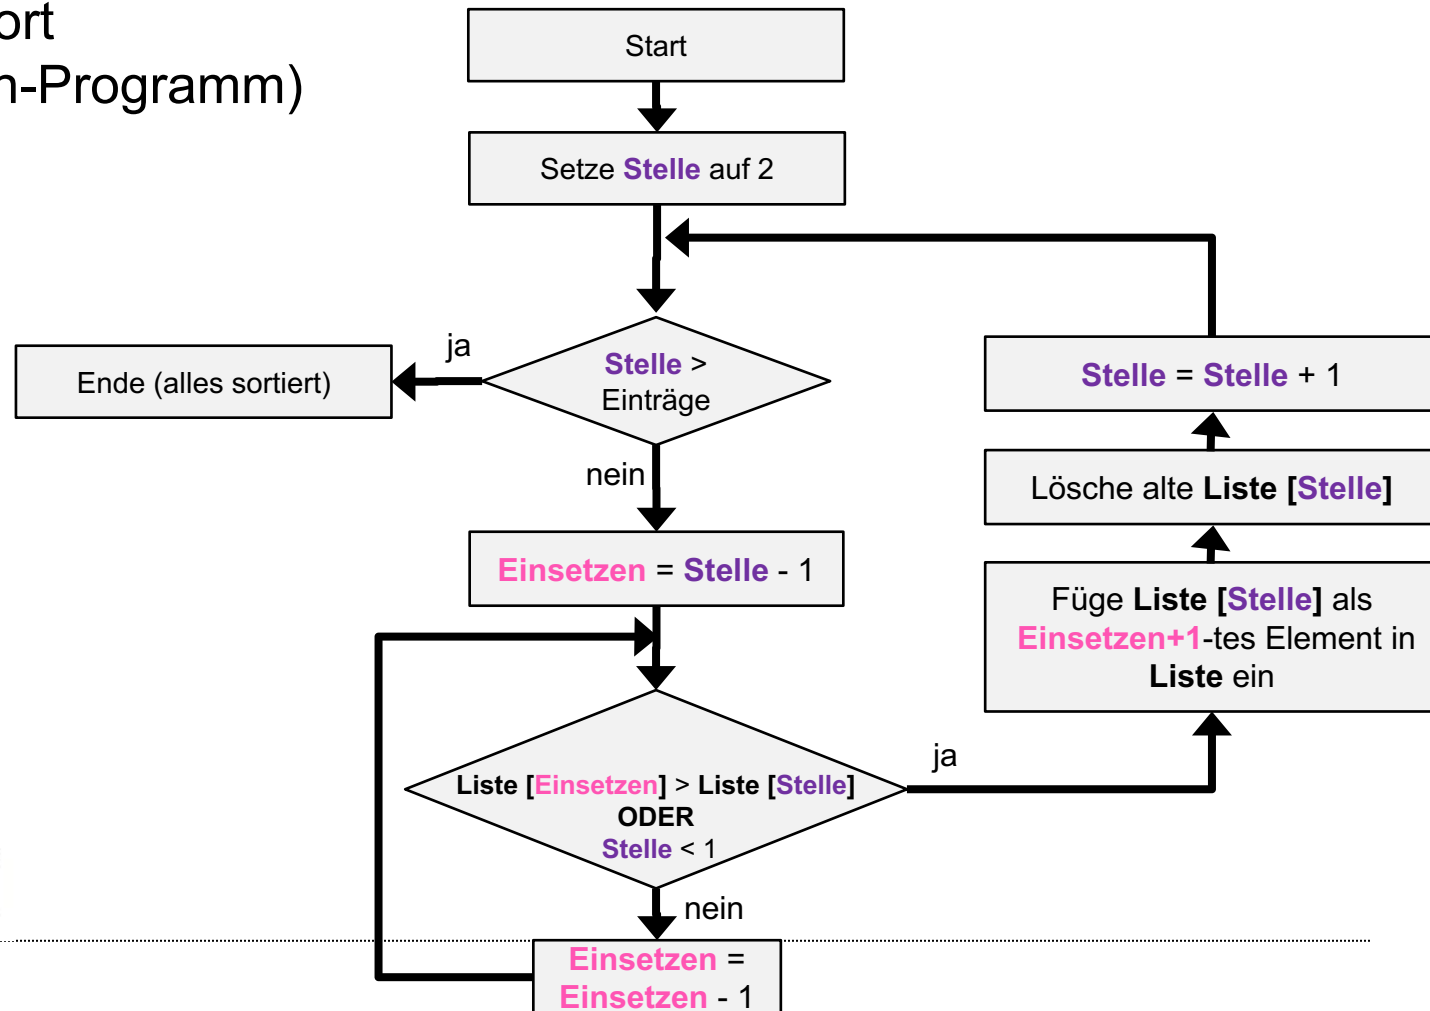 ort
n-Programm)
Start
Setze Stelle auf 2
ja
Stelle >
Einträge
Ende (alles sortiert)
nein
Einsetzen = Stelle - 1
Liste [Einsetzen] > Liste [Stelle]
ODER
Stelle < 1
ja
nein
Einsetzen =
Einsetzen - 1
Stelle = Stelle + 1
Lösche alte Liste [Stelle]
Füge Liste [Stelle] als
Einsetzen+1-tes Element in
Liste ein